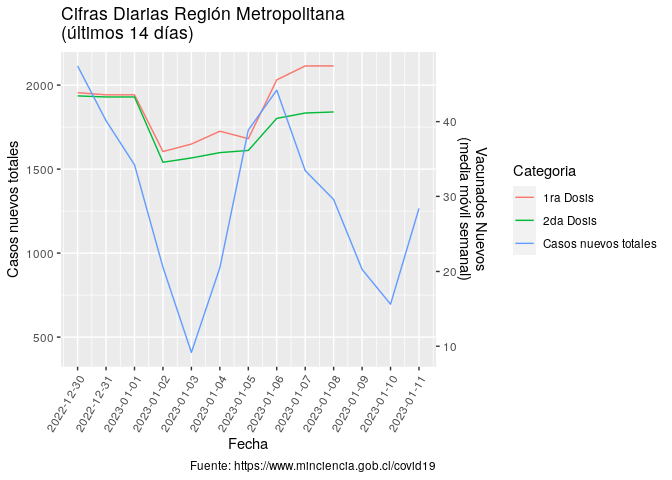 Cifras Diarias Región Metropolitana
(últimos 14 días)
Casos nuevos totales
2000
1500
1000
500
40
30
20
10
Vacunados Nuevos
(media móvil semanal)
2022-12-30
2022-12-31
2023-01-01
2023-01-02
2023-01-03
2023-01-04
2023-01-05
2023-01-06
2023-01-07
2023-01-08
2023-01-09
2023-01-10
2023-01-11
Fecha
Categoria
1ra Dosis
2da Dosis
Casos nuevos totales
Fuente: https://www.minciencia.gob.cl/covid19